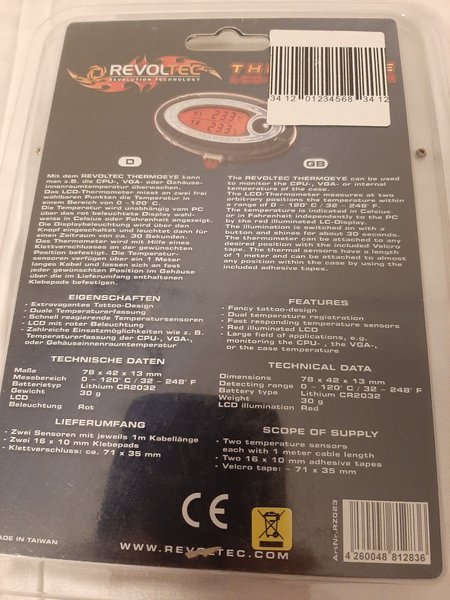 REVOLTEC
REVOLUTION TECHNOLOGY
34 12 01234568 34 12
T1 23.3
T2 23.3
D
Mit dem REVOLTEC THERMOEYE kann
man z.B. die CPU-, VGA- oder Gehäuse-
innenraumtemperatur überwachen.
Das LCD-Thermometer misst an zwei frei
wählbaren Punkten die Temperatur in
einem Bereich von 0 - 120° C.
Die Temperatur wird unabhängig vom PC
über das rot beleuchtete Display wahl-
weise in Celsius oder Fahrenheit angezeigt.
Die Displaybeleuchtung wird über den
Knopf eingeschaltet und leuchtet dann für
einen Zeitraum von ca. 30 Sekunden.
Das Thermometer wird mit Hilfe eines
Klettverschlusses an der gewünschten
Position befestigt. Die Temperatur-
sensoren verfügen über ein 1 Meter
langes Kabel und lassen sich an fast
jeder gewünschten Position im Gehäuse
über die im Lieferumfang enthaltenen
Klebepads befestigen.
EIGENSCHAFTEN
- Extravagantes Tattoo-Design
- Duale Temperaturerfassung
- Schnell reagierende Temperatursensoren
- LCD mit roter Beleuchtung
- Zahlreiche Einsatzmöglichkeiten wie z. B.
Temperaturerfassung der CPU-, VGA-,
oder Gehäuseinnenraumtemperatur
TECHNISCHE DATEN
Maße 78 x 42 x 13 mm
Messbereich 0 - 120° C / 32 - 248° F
Batterietyp Lithium CR2032
Gewicht 30 g
LCD
Beleuchtung Rot
LIEFERUMFANG
- Zwei Sensoren mit jeweils 1m Kabellänge
- Zwei 16 x 10 mm Klebepads
- Klettverschluss: ca. 71 x 35 mm
GB
The REVOLTEC THERMOEYE can be used
to monitor the CPU-, VGA- or internal
temperature of the case.
The LCD-Thermometer measures at two
arbitrary positions the temperature within
a range of 0 - 120° C / 32 - 248° F.
The temperature is indicated in Celsius
or in Fahrenheit independently to the PC
by the red illuminated LC-Display.
The illumination is switched on with a
button and shines for about 30 seconds.
The thermometer can be attached to any
desired position with the included Velcro
tape. The thermal sensors have a length
of 1 meter and can be attached to almost
any position within the case by using the
included adhesive tapes.
FEATURES
- Fancy tattoo-design
- Dual temperature registration
- Fast responding temperature sensors
- Red illuminated LCD
- Large field of applications, e.g.
monitoring the CPU-, the VGA-,
or the case temperature
TECHNICAL DATA
Dimensions 78 x 42 x 13 mm
Detecting range 0 - 120° C / 32 - 248° F
Battery type Lithium CR2032
Weight 30 g
LCD illumination Red
SCOPE OF SUPPLY
- Two temperature sensors
each with 1 meter cable length
- Two 16 x 10 mm adhesive tapes
- Velcro tape: ~ 71 x 35 mm
CE
MADE IN TAIWAN
WWW.REVOLTEC.COM
Art.Nr.: RZ023
4 260048 812836